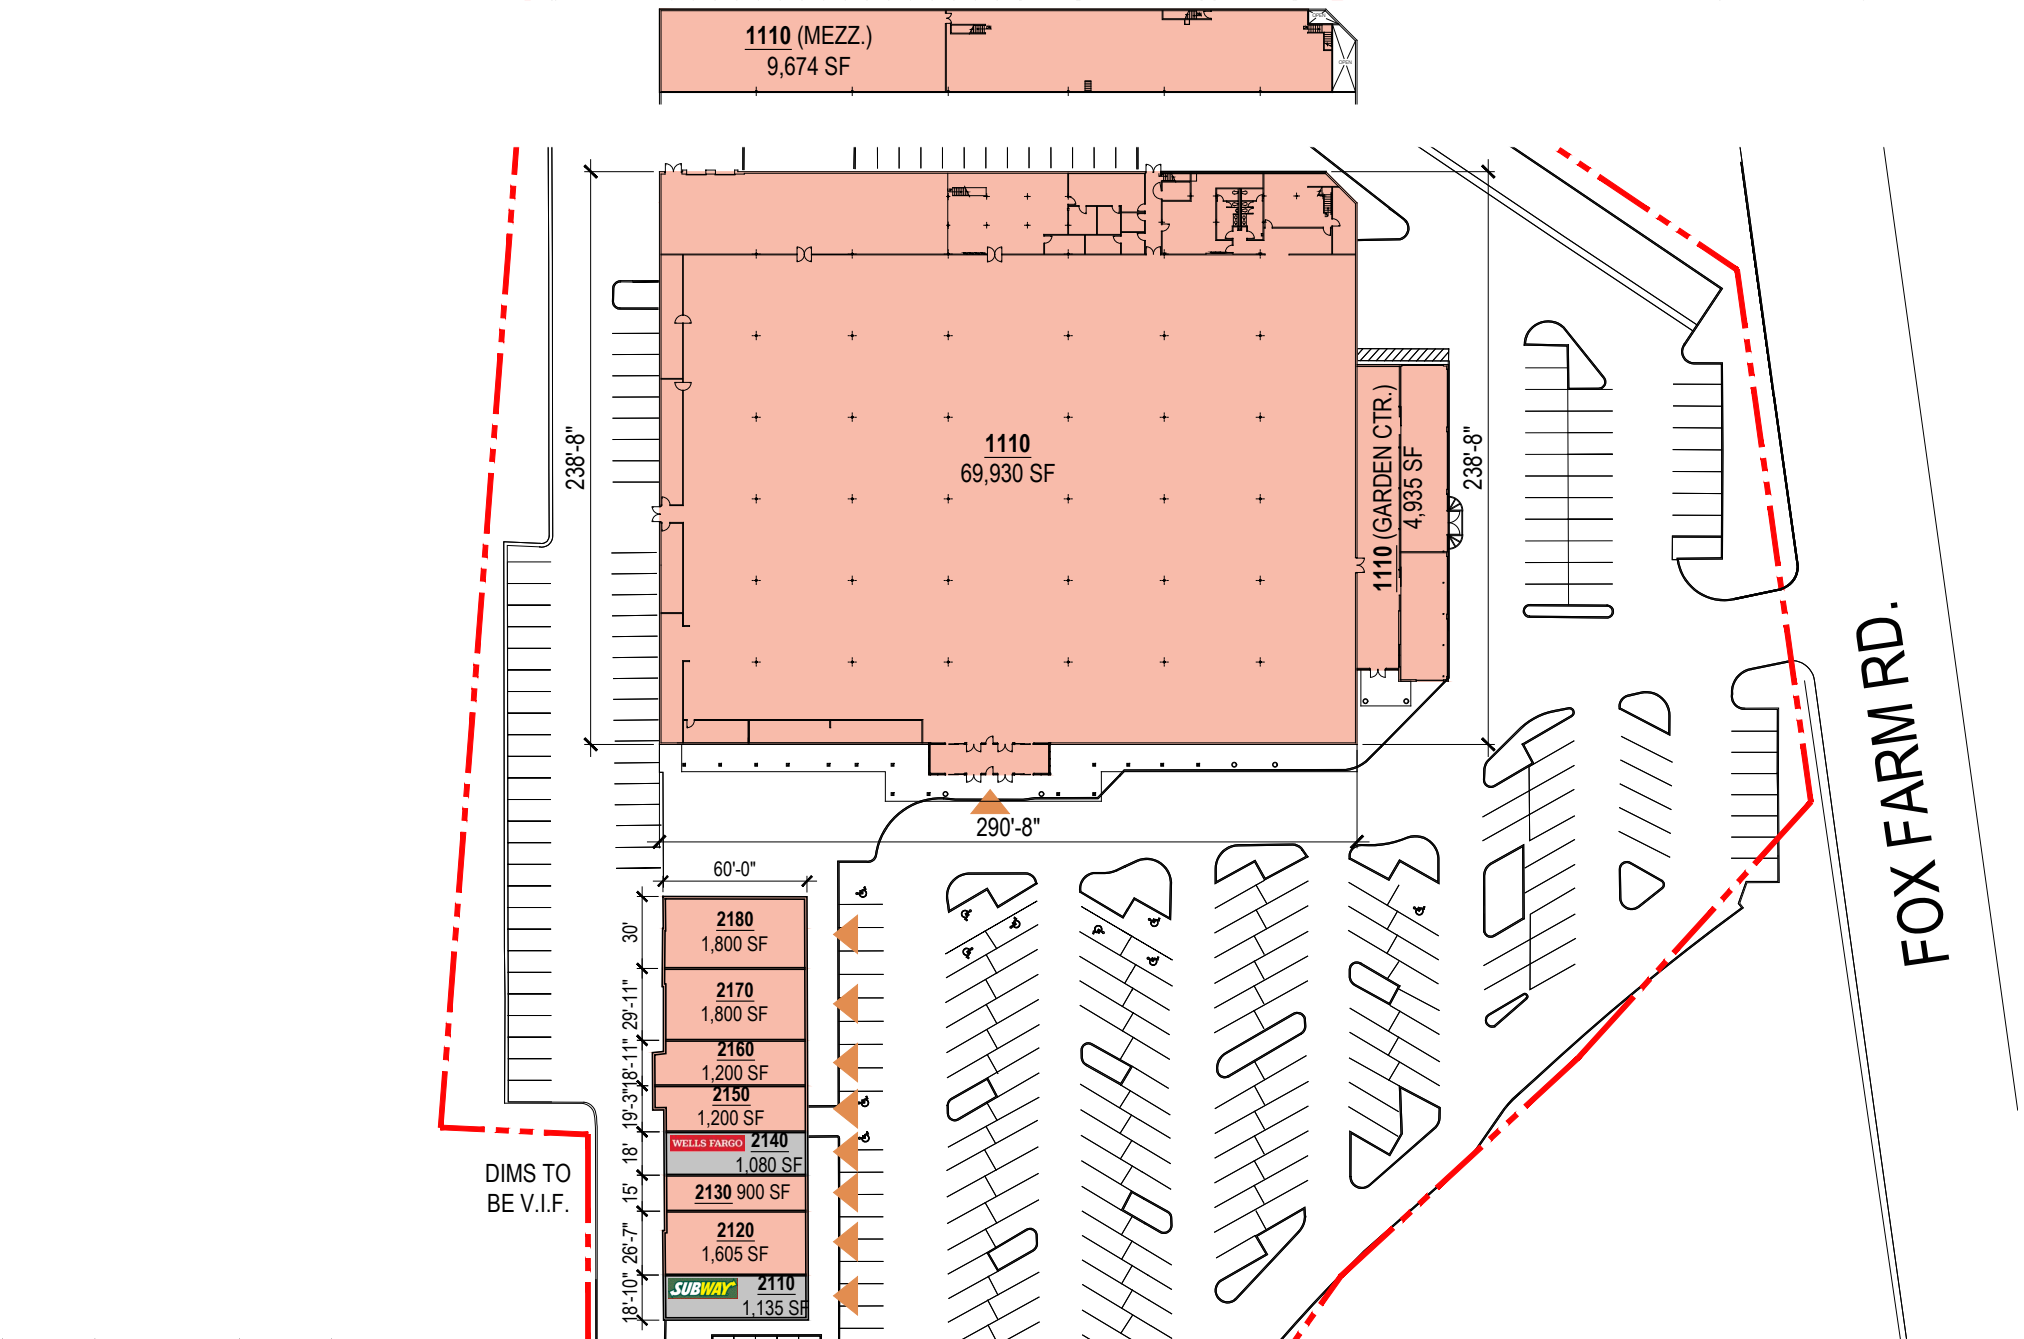 1110 (MEZZ.)
9,674 SF
OPEN
OPEN
238'-8"
1110
69,930 SF
1110 (GARDEN CTR.)
4,935 SF
238'-8"
290'-8"
FOX FARM RD.
60'-0"
30'
2180
1,800 SF
29'-11"
2170
1,800 SF
18'-11"
2160
1,200 SF
19'-3"
2150
1,200 SF
18'
WELLS FARGO 2140
1,080 SF
15'
2130 900 SF
26'-7"
2120
1,605 SF
18'-10"
SUBWAY 2110
1,135 SF
DIMS TO
BE V.I.F.